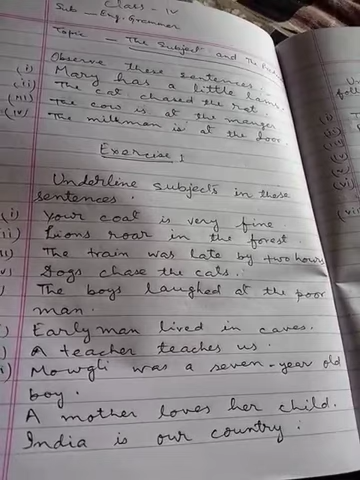 Class - IV
Sub - Eng. Grammar
Topic - The Subject and The
Observe these sentences :-
(i) Mary has a little lamb.
(ii) The cat chased the rat.
(iii) The cow is at the manger
(iv) The milkman is at the door.
Exercise 1
Underline subjects in these
sentences.
(i) Your coat is very fine
ii) Lions roar in the forest.
The train was late by two hours
Dogs chase the cats.
The boys laughed at the poor
man.
Early man lived in caves.
A teacher teaches us.
Mowgli was a seven-year old
boy.
A mother loves her child.
India is our country.